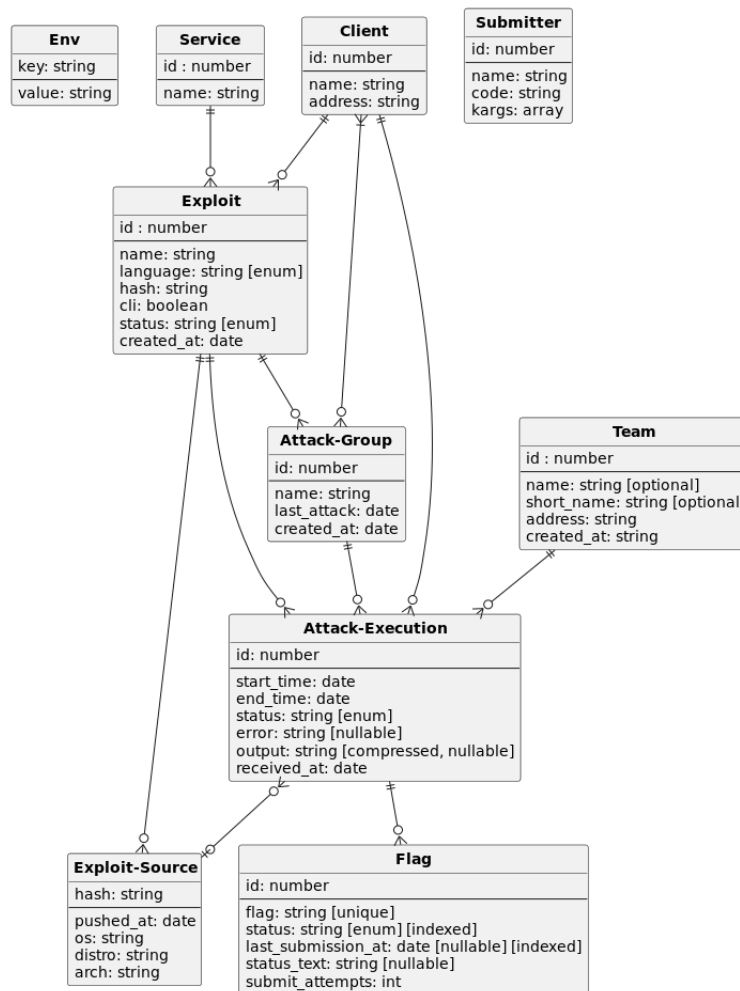 Env
key: string
value: string
Service
id : number
name: string
Client
id: number
name: string
address: string
Submitter
id: number
name: string
code: string
kargs: array
Exploit
id : number
name: string
language: string [enum]
hash: string
cli: boolean
status: string [enum]
created_at: date
Attack-Group
id: number
name: string
last_attack: date
created_at: date
Team
id : number
name: string [optional]
short_name: string [optional
address: string
created_at: string
Attack-Execution
id: number
start_time: date
end_time: date
status: string [enum]
error: string [nullable]
output: string [compressed, nullable]
received_at: date
Exploit-Source
hash: string
pushed_at: date
os: string
distro: string
arch: string
Flag
id: number
flag: string [unique]
status: string [enum] [indexed]
last_submission_at: date [nullable] [indexed]
status_text: string [nullable]
submit_attempts: int